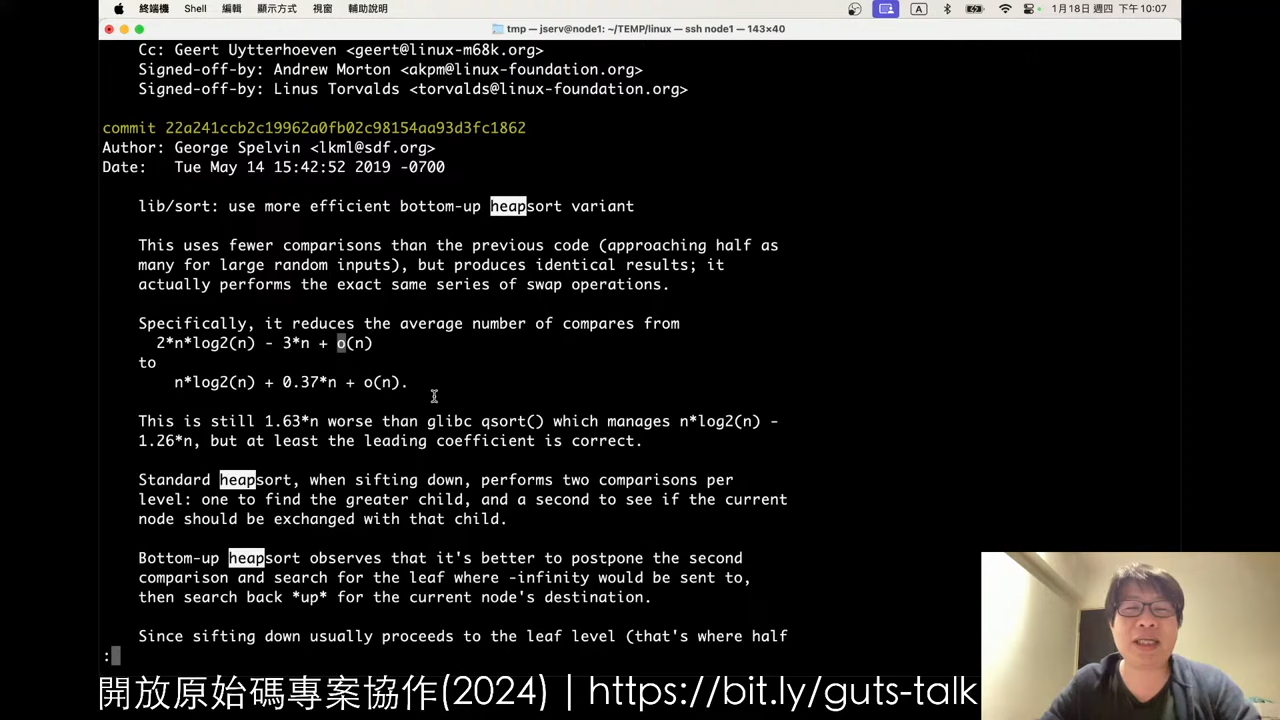 終端機 Shell 編輯 顯示方式 視窗 輔助說明 A 1月18日 週四 下午10:07
tmp — jserv@node1: ~/TEMP/linux — ssh node1 — 143×40
Cc: Geert Uytterhoeven <geert@linux-m68k.org>
Signed-off-by: Andrew Morton <akpm@linux-foundation.org>
Signed-off-by: Linus Torvalds <torvalds@linux-foundation.org>
commit 22a241ccb2c19962a0fb02c98154aa93d3fc1862
Author: George Spelvin <lkml@sdf.org>
Date:   Tue May 14 15:42:52 2019 -0700
lib/sort: use more efficient bottom-up heapsort variant
This uses fewer comparisons than the previous code (approaching half as
many for large random inputs), but produces identical results; it
actually performs the exact same series of swap operations.
Specifically, it reduces the average number of compares from
2*n*log2(n) - 3*n + o(n)
to
n*log2(n) + 0.37*n + o(n).
This is still 1.63*n worse than glibc qsort() which manages n*log2(n) -
1.26*n, but at least the leading coefficient is correct.
Standard heapsort, when sifting down, performs two comparisons per
level: one to find the greater child, and a second to see if the current
node should be exchanged with that child.
Bottom-up heapsort observes that it's better to postpone the second
comparison and search for the leaf where -infinity would be sent to,
then search back *up* for the current node's destination.
Since sifting down usually proceeds to the leaf level (that's where half
:
開放原始碼專案協作(2024) | https://bit.ly/guts-talk